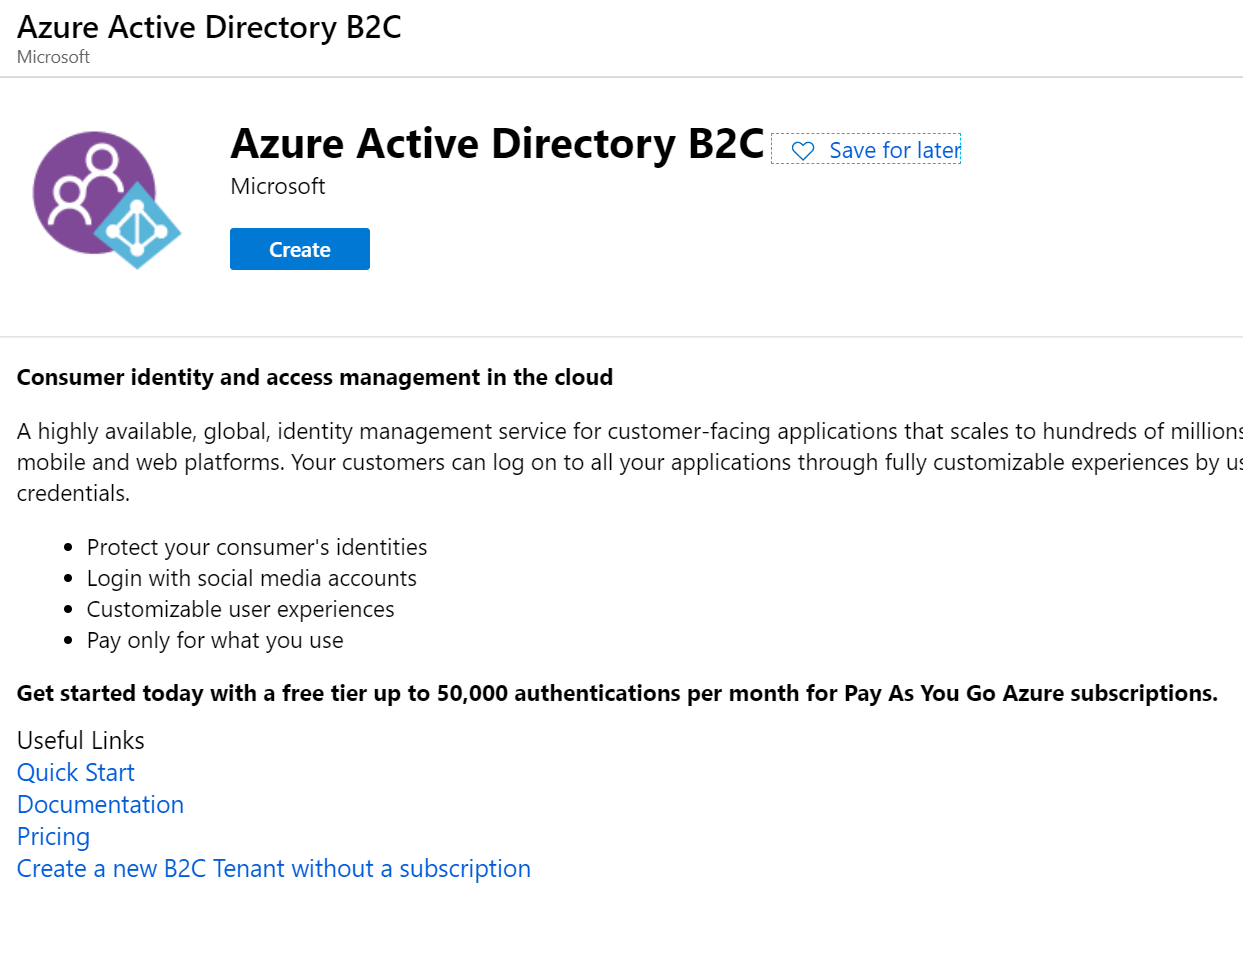 Azure Active Directory B2C
Microsoft
Azure Active Directory B2C
Save for later
Microsoft
Create
Consumer identity and access management in the cloud
A highly available, global, identity management service for customer-facing applications that scales to hundreds of millions
mobile and web platforms. Your customers can log on to all your applications through fully customizable experiences by
credentials.
Protect your consumer's identities
Login with social media accounts
Customizable user experiences
Pay only for what you use
Get started today with a free tier up to 50,000 authentications per month for Pay As You Go Azure subscriptions.
Useful Links
Quick Start
Documentation
Pricing
Create a new B2C Tenant without a subscription